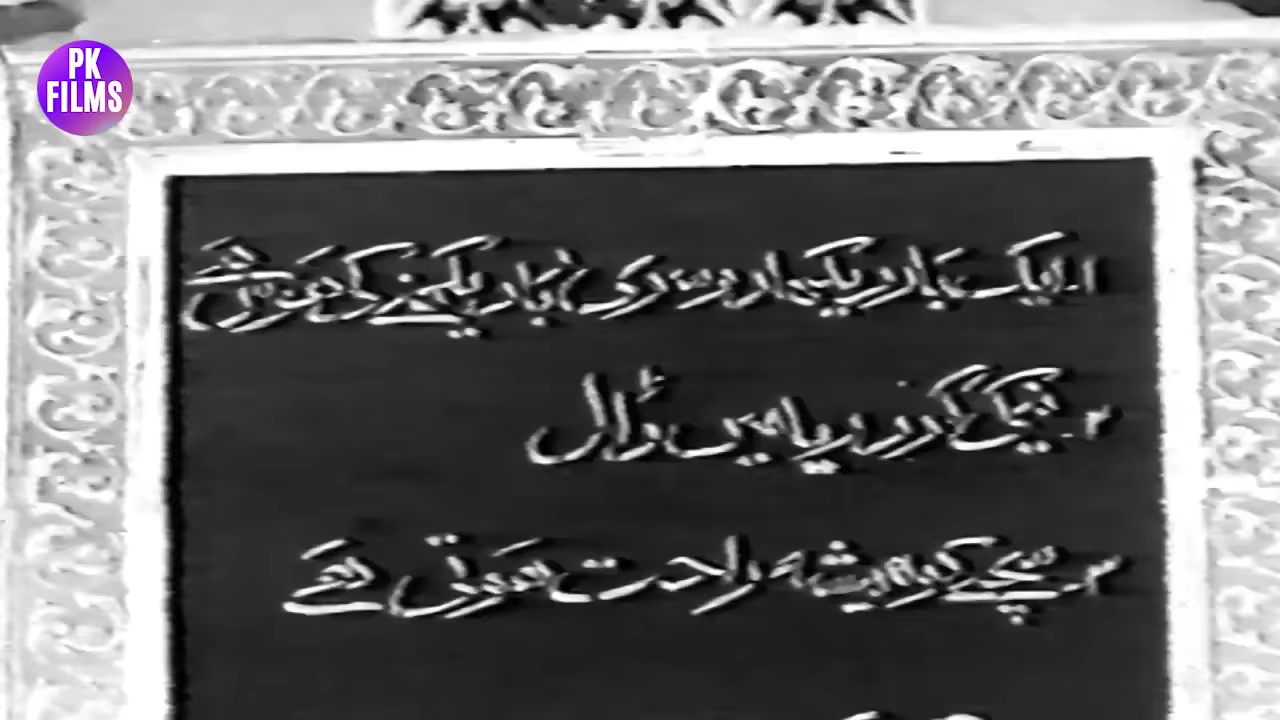 PK
FILMS
۱۔ ایک بار دیکھا ہے دوسری بار دیکھنے کی ہوس ہے
۲۔ نیکی کر دریا میں ڈال
۳۔ سچے کو ہمیشہ راحت ہوتی ہے